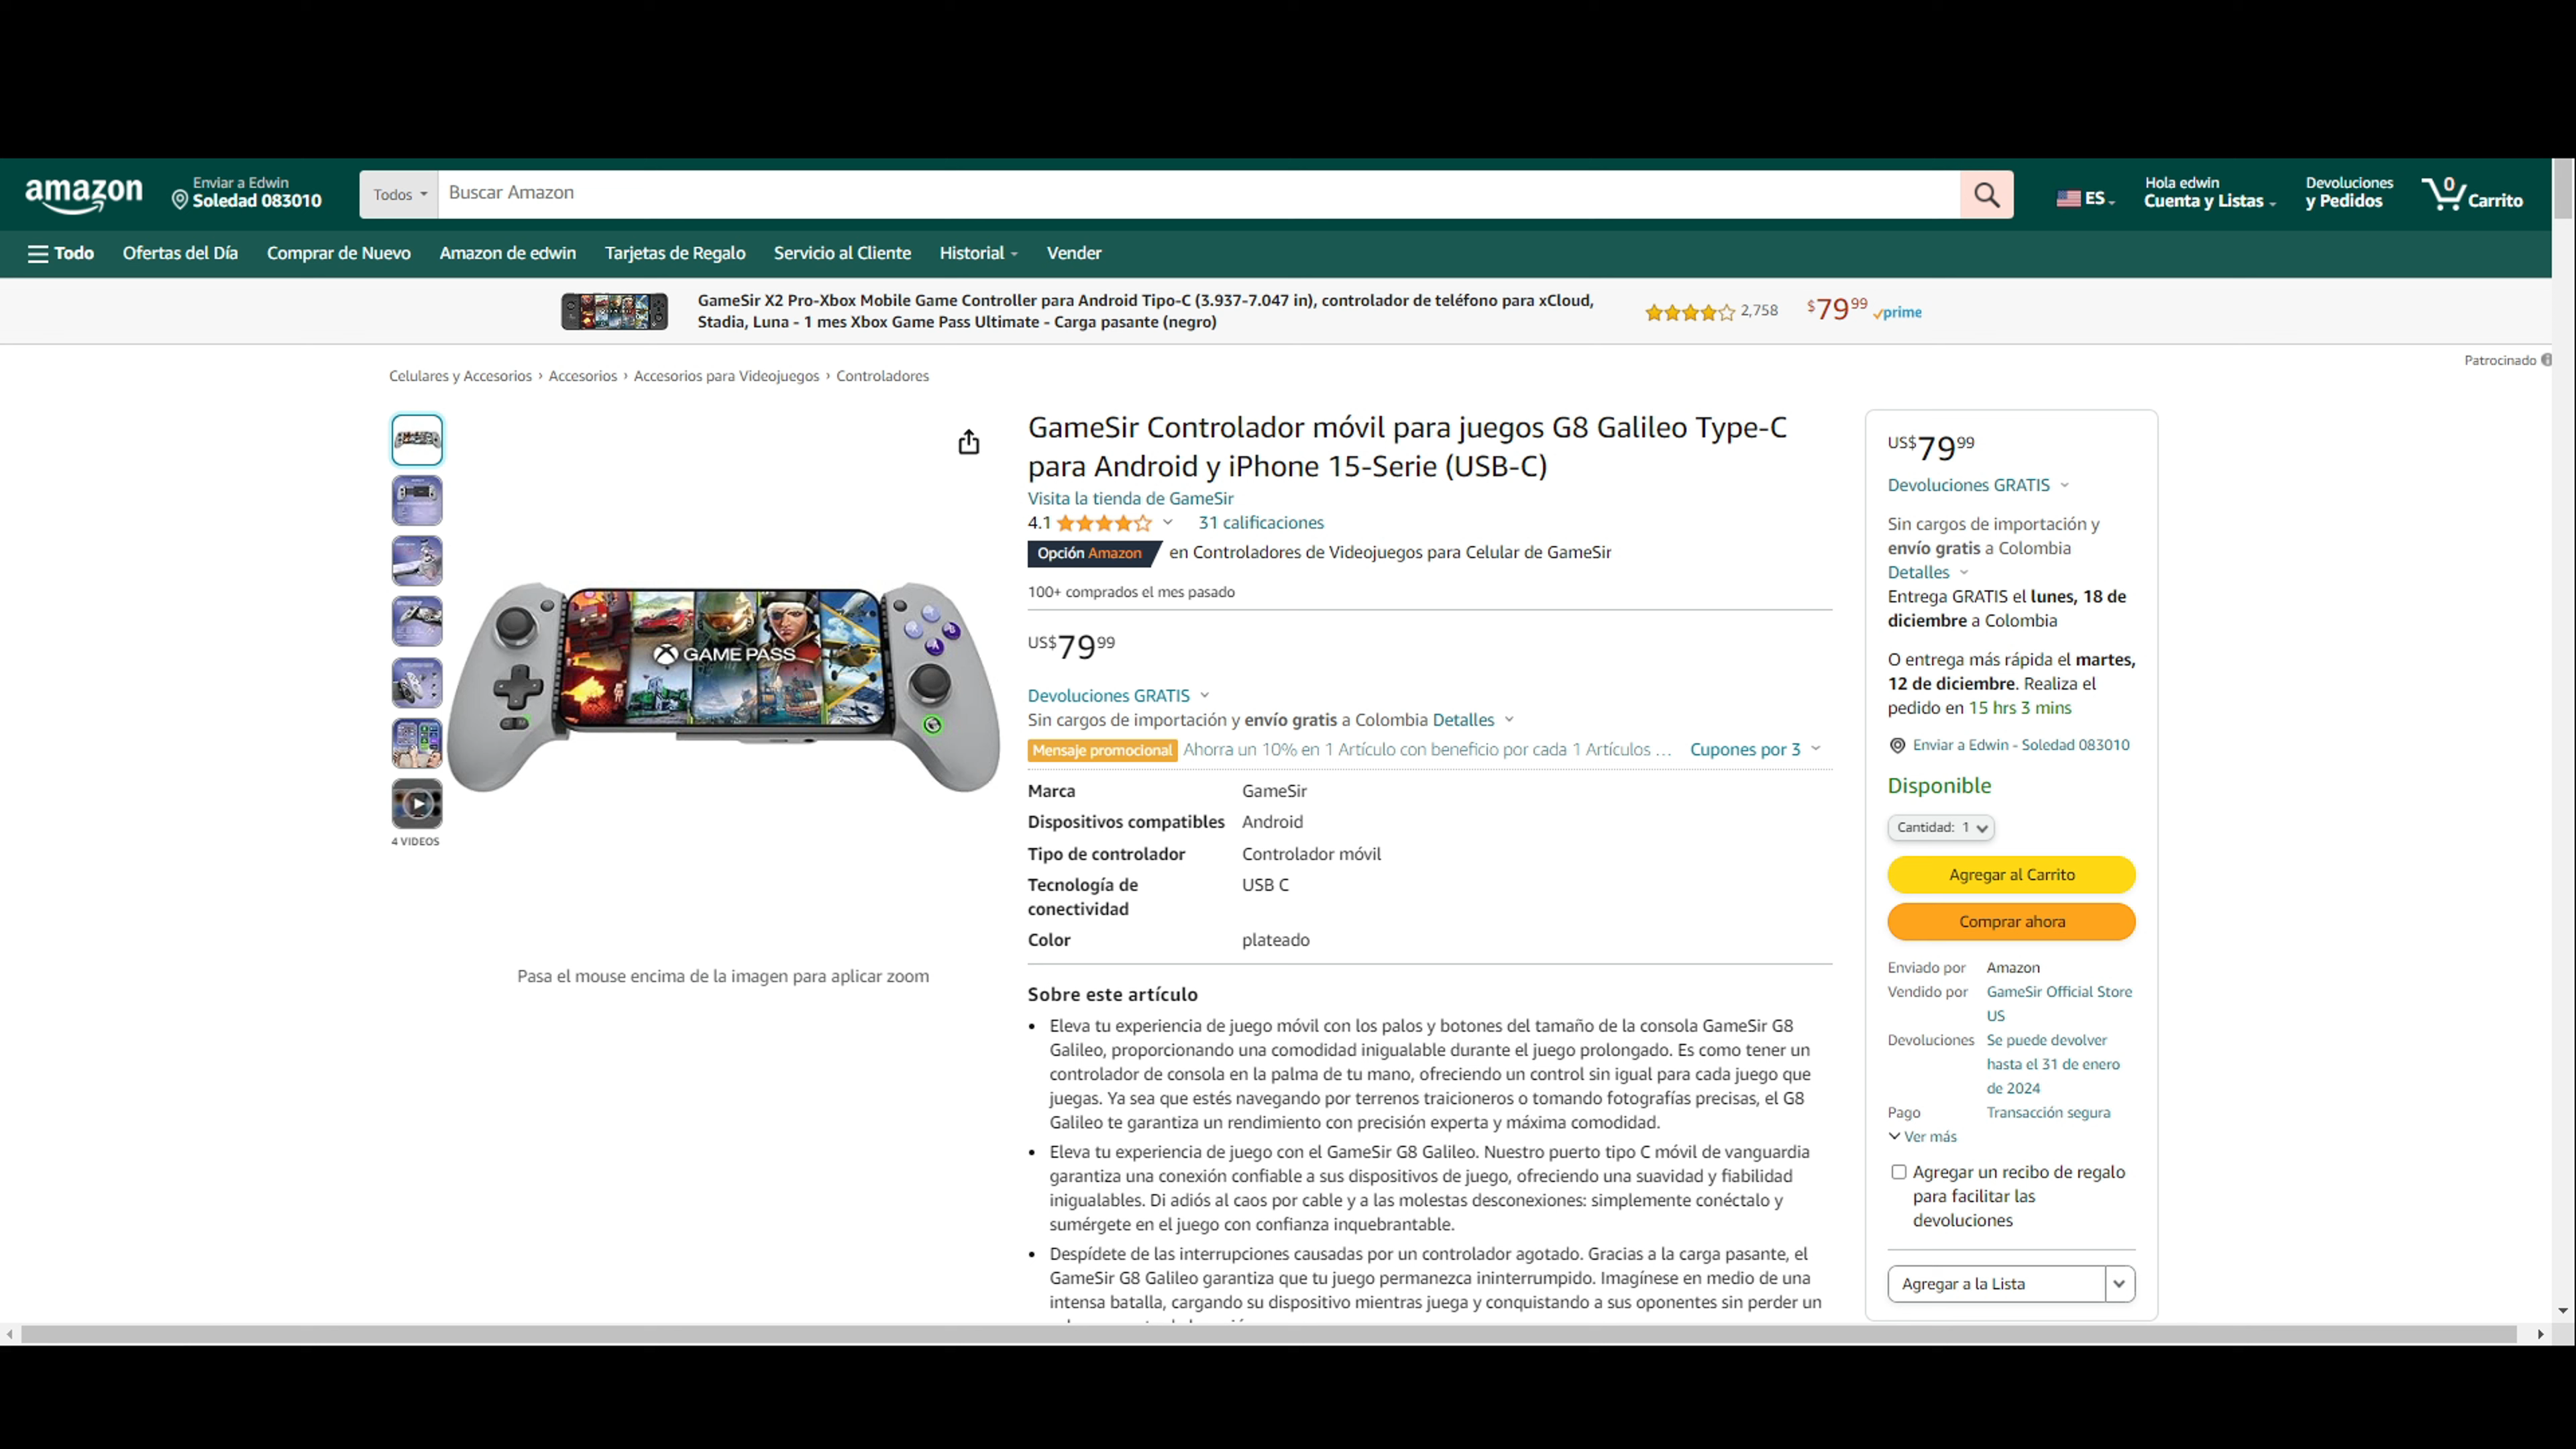 amazon
Enviar a Edwin
Soledad 083010
Todos
Buscar Amazon
ES
Hola edwin
Cuenta y Listas
Devoluciones
y Pedidos
0
Carrito
Todo
Ofertas del Día
Comprar de Nuevo
Amazon de edwin
Tarjetas de Regalo
Servicio al Cliente
Historial
Vender
GameSir X2 Pro-Xbox Mobile Game Controller para Android Tipo-C (3.937-7.047 in), controlador de teléfono para xCloud,
Stadia, Luna - 1 mes Xbox Game Pass Ultimate - Carga pasante (negro)
2,758
$79 99
prime
Patrocinado
Celulares y Accesorios › Accesorios › Accesorios para Videojuegos › Controladores
4 VIDEOS
GAME PASS
Pasa el mouse encima de la imagen para aplicar zoom
GameSir Controlador móvil para juegos G8 Galileo Type-C
para Android y iPhone 15-Serie (USB-C)
Visita la tienda de GameSir
4.1
31 calificaciones
Opción Amazon
en Controladores de Videojuegos para Celular de GameSir
100+ comprados el mes pasado
US$79 99
Devoluciones GRATIS
Sin cargos de importación y envío gratis a Colombia Detalles
Mensaje promocional Ahorra un 10% en 1 Artículo con beneficio por cada 1 Artículos … Cupones por 3
Marca GameSir
Dispositivos compatibles Android
Tipo de controlador Controlador móvil
Tecnología de USB C
conectividad
Color plateado
Sobre este artículo
• Eleva tu experiencia de juego móvil con los palos y botones del tamaño de la consola GameSir G8
Galileo, proporcionando una comodidad inigualable durante el juego prolongado. Es como tener un
controlador de consola en la palma de tu mano, ofreciendo un control sin igual para cada juego que
juegas. Ya sea que estés navegando por terrenos traicioneros o tomando fotografías precisas, el G8
Galileo te garantiza un rendimiento con precisión experta y máxima comodidad.
• Eleva tu experiencia de juego con el GameSir G8 Galileo. Nuestro puerto tipo C móvil de vanguardia
garantiza una conexión confiable a sus dispositivos de juego, ofreciendo una suavidad y fiabilidad
inigualables. Di adiós al caos por cable y a las molestas desconexiones: simplemente conéctalo y
sumérgete en el juego con confianza inquebrantable.
• Despídete de las interrupciones causadas por un controlador agotado. Gracias a la carga pasante, el
GameSir G8 Galileo garantiza que tu juego permanezca ininterrumpido. Imagínese en medio de una
intensa batalla, cargando su dispositivo mientras juega y conquistando a sus oponentes sin perder un
US$79 99
Devoluciones GRATIS
Sin cargos de importación y
envío gratis a Colombia
Detalles
Entrega GRATIS el lunes, 18 de
diciembre a Colombia
O entrega más rápida el martes,
12 de diciembre. Realiza el
pedido en 15 hrs 3 mins
Enviar a Edwin - Soledad 083010
Disponible
Cantidad: 1
Agregar al Carrito
Comprar ahora
Enviado por Amazon
Vendido por GameSir Official Store
US
Devoluciones Se puede devolver
hasta el 31 de enero
de 2024
Pago Transacción segura
Ver más
Agregar un recibo de regalo
para facilitar las
devoluciones
Agregar a la Lista